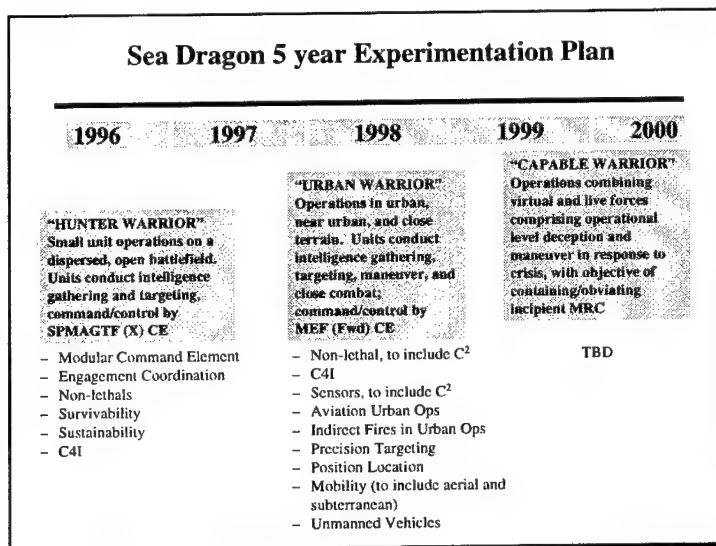 Sea Dragon 5 year Experimentation Plan
1996 1997 1998 1999 2000
"HUNTER WARRIOR"
Small unit operations on a
dispersed, open battlefield.
Units conduct intelligence
gathering and targeting,
command/control by
SPMAGTF (X) CE
– Modular Command Element
– Engagement Coordination
– Non-lethals
– Survivability
– Sustainability
– C4I
"URBAN WARRIOR"
Operations in urban,
near urban, and close
terrain. Units conduct
intelligence gathering,
targeting, maneuver, and
close combat;
command/control by
MEF (Fwd) CE
– Non-lethal, to include C²
– C4I
– Sensors, to include C²
– Aviation Urban Ops
– Indirect Fires in Urban Ops
– Precision Targeting
– Position Location
– Mobility (to include aerial and
subterranean)
– Unmanned Vehicles
"CAPABLE WARRIOR"
Operations combining
virtual and live forces
comprising operational
level deception and
maneuver in response to
crisis, with objective of
containing/obviating
incipient MRC
TBD